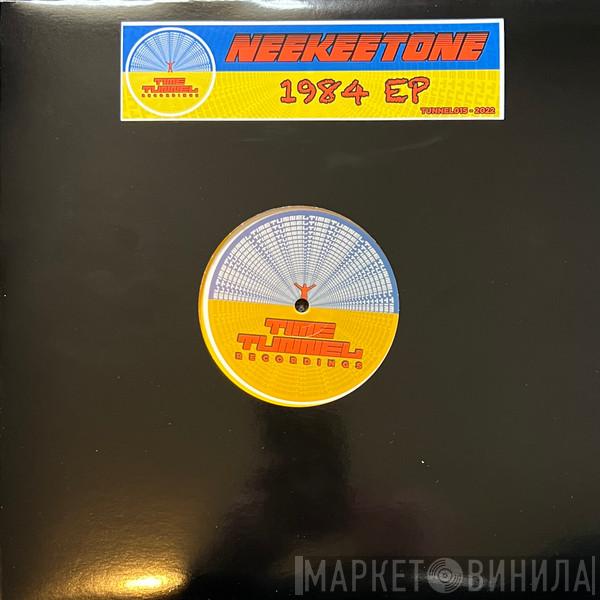 NEEKEETONE
TIME
TUNNEL
RECORDINGS
1984 EP
TUNNEL015 - 2022
TIME
TUNNEL
RECORDINGS
МАРКЕТ ВИНИЛА